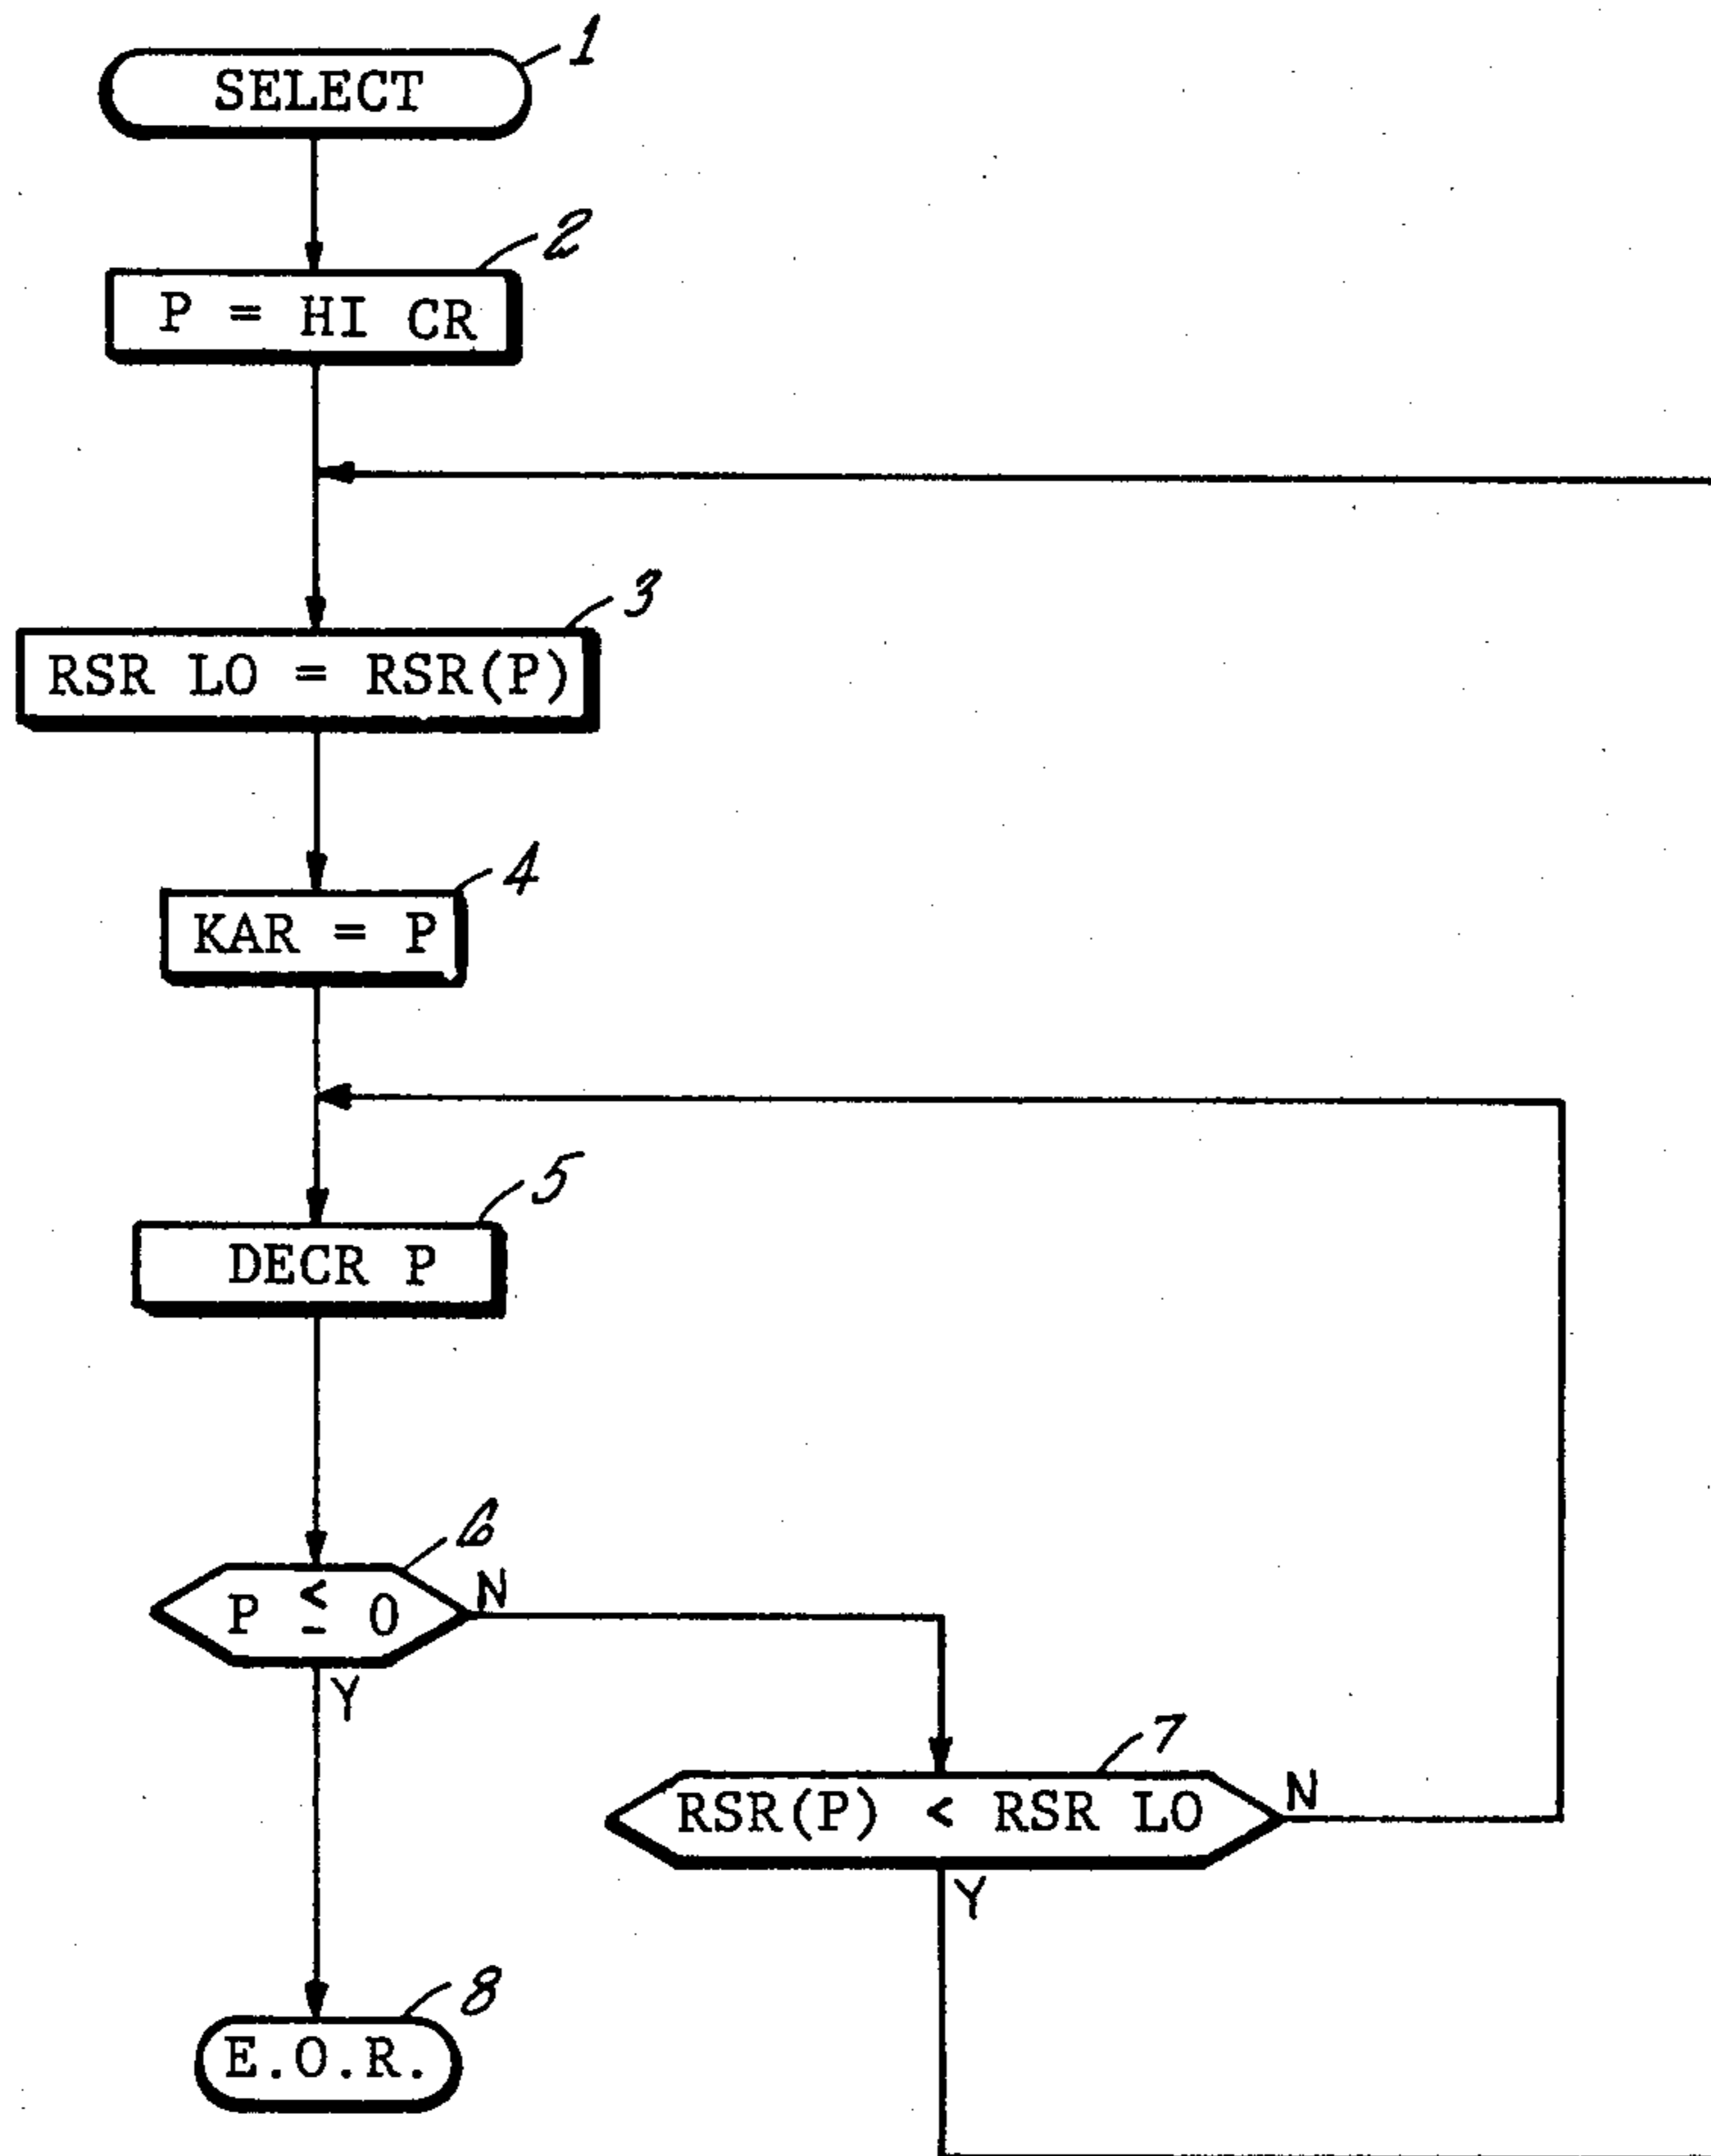 1
SELECT
2
P = HI CR
3
RSR LO = RSR(P)
4
KAR = P
5
DECR P
6
P ≤ 0
N
Y
7
RSR(P) < RSR LO
N
Y
8
E.O.R.